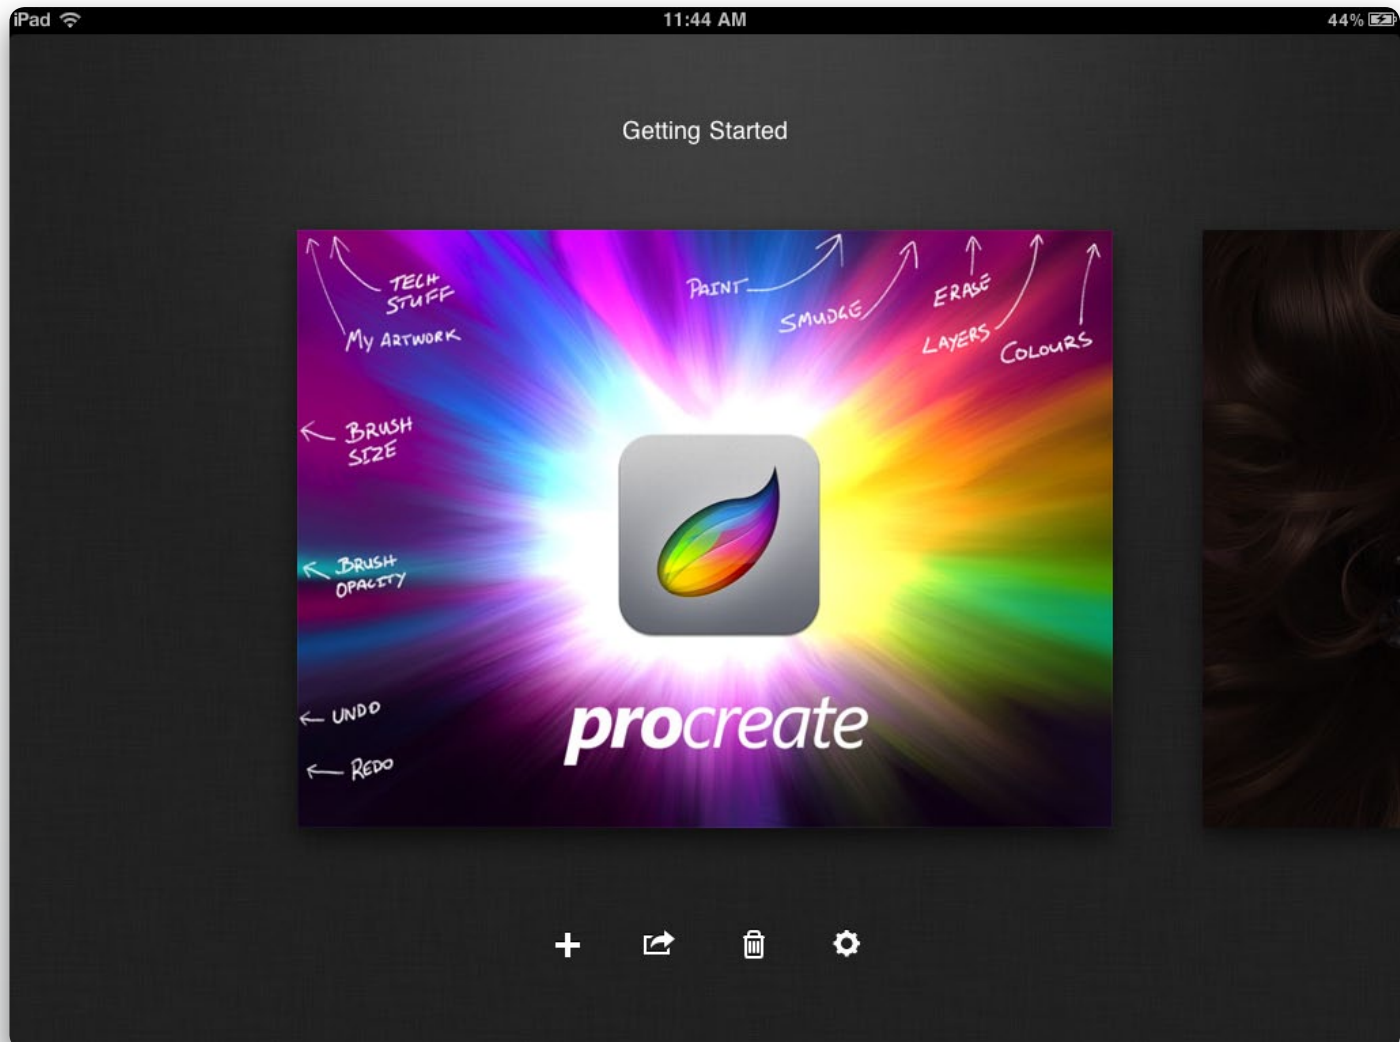 iPad
11:44 AM
44%
Getting Started
TECH
STUFF
MY ARTWORK
PAINT
SMUDGE
ERASE
LAYERS
COLOURS
BRUSH
SIZE
BRUSH
OPACITY
UNDO
REDO
procreate